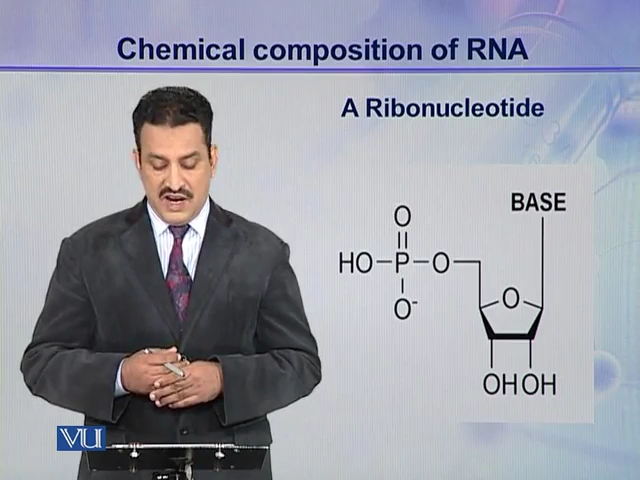 Chemical composition of RNA
A Ribonucleotide
BASE
O
HO P O
O-
O
OH OH
VU